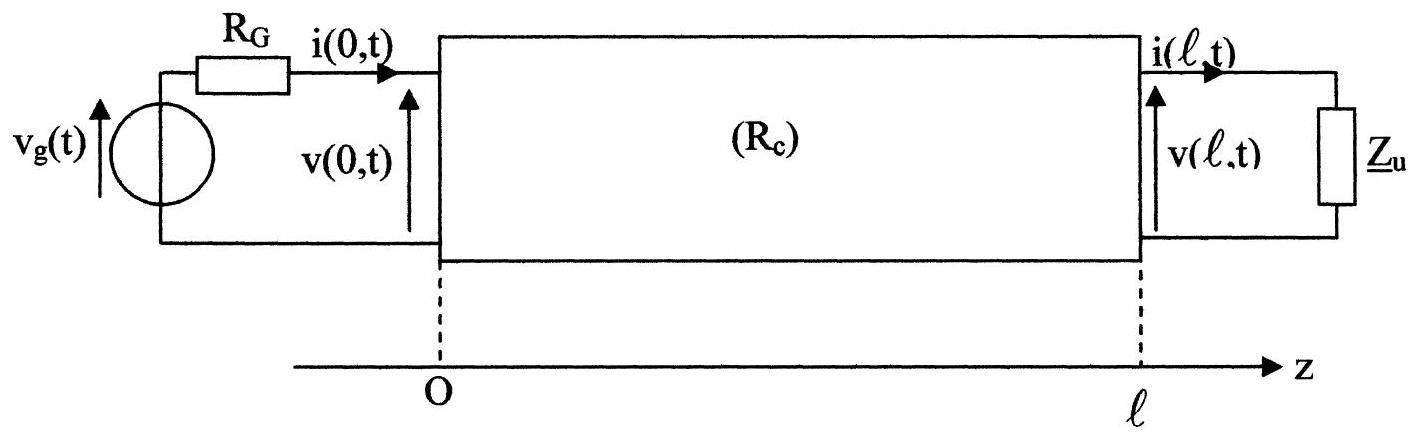 R_G
i(0,t)
i(ℓ,t)
v_g(t)
v(0,t)
(R_c)
v(ℓ,t)
Z_u
O
ℓ
z